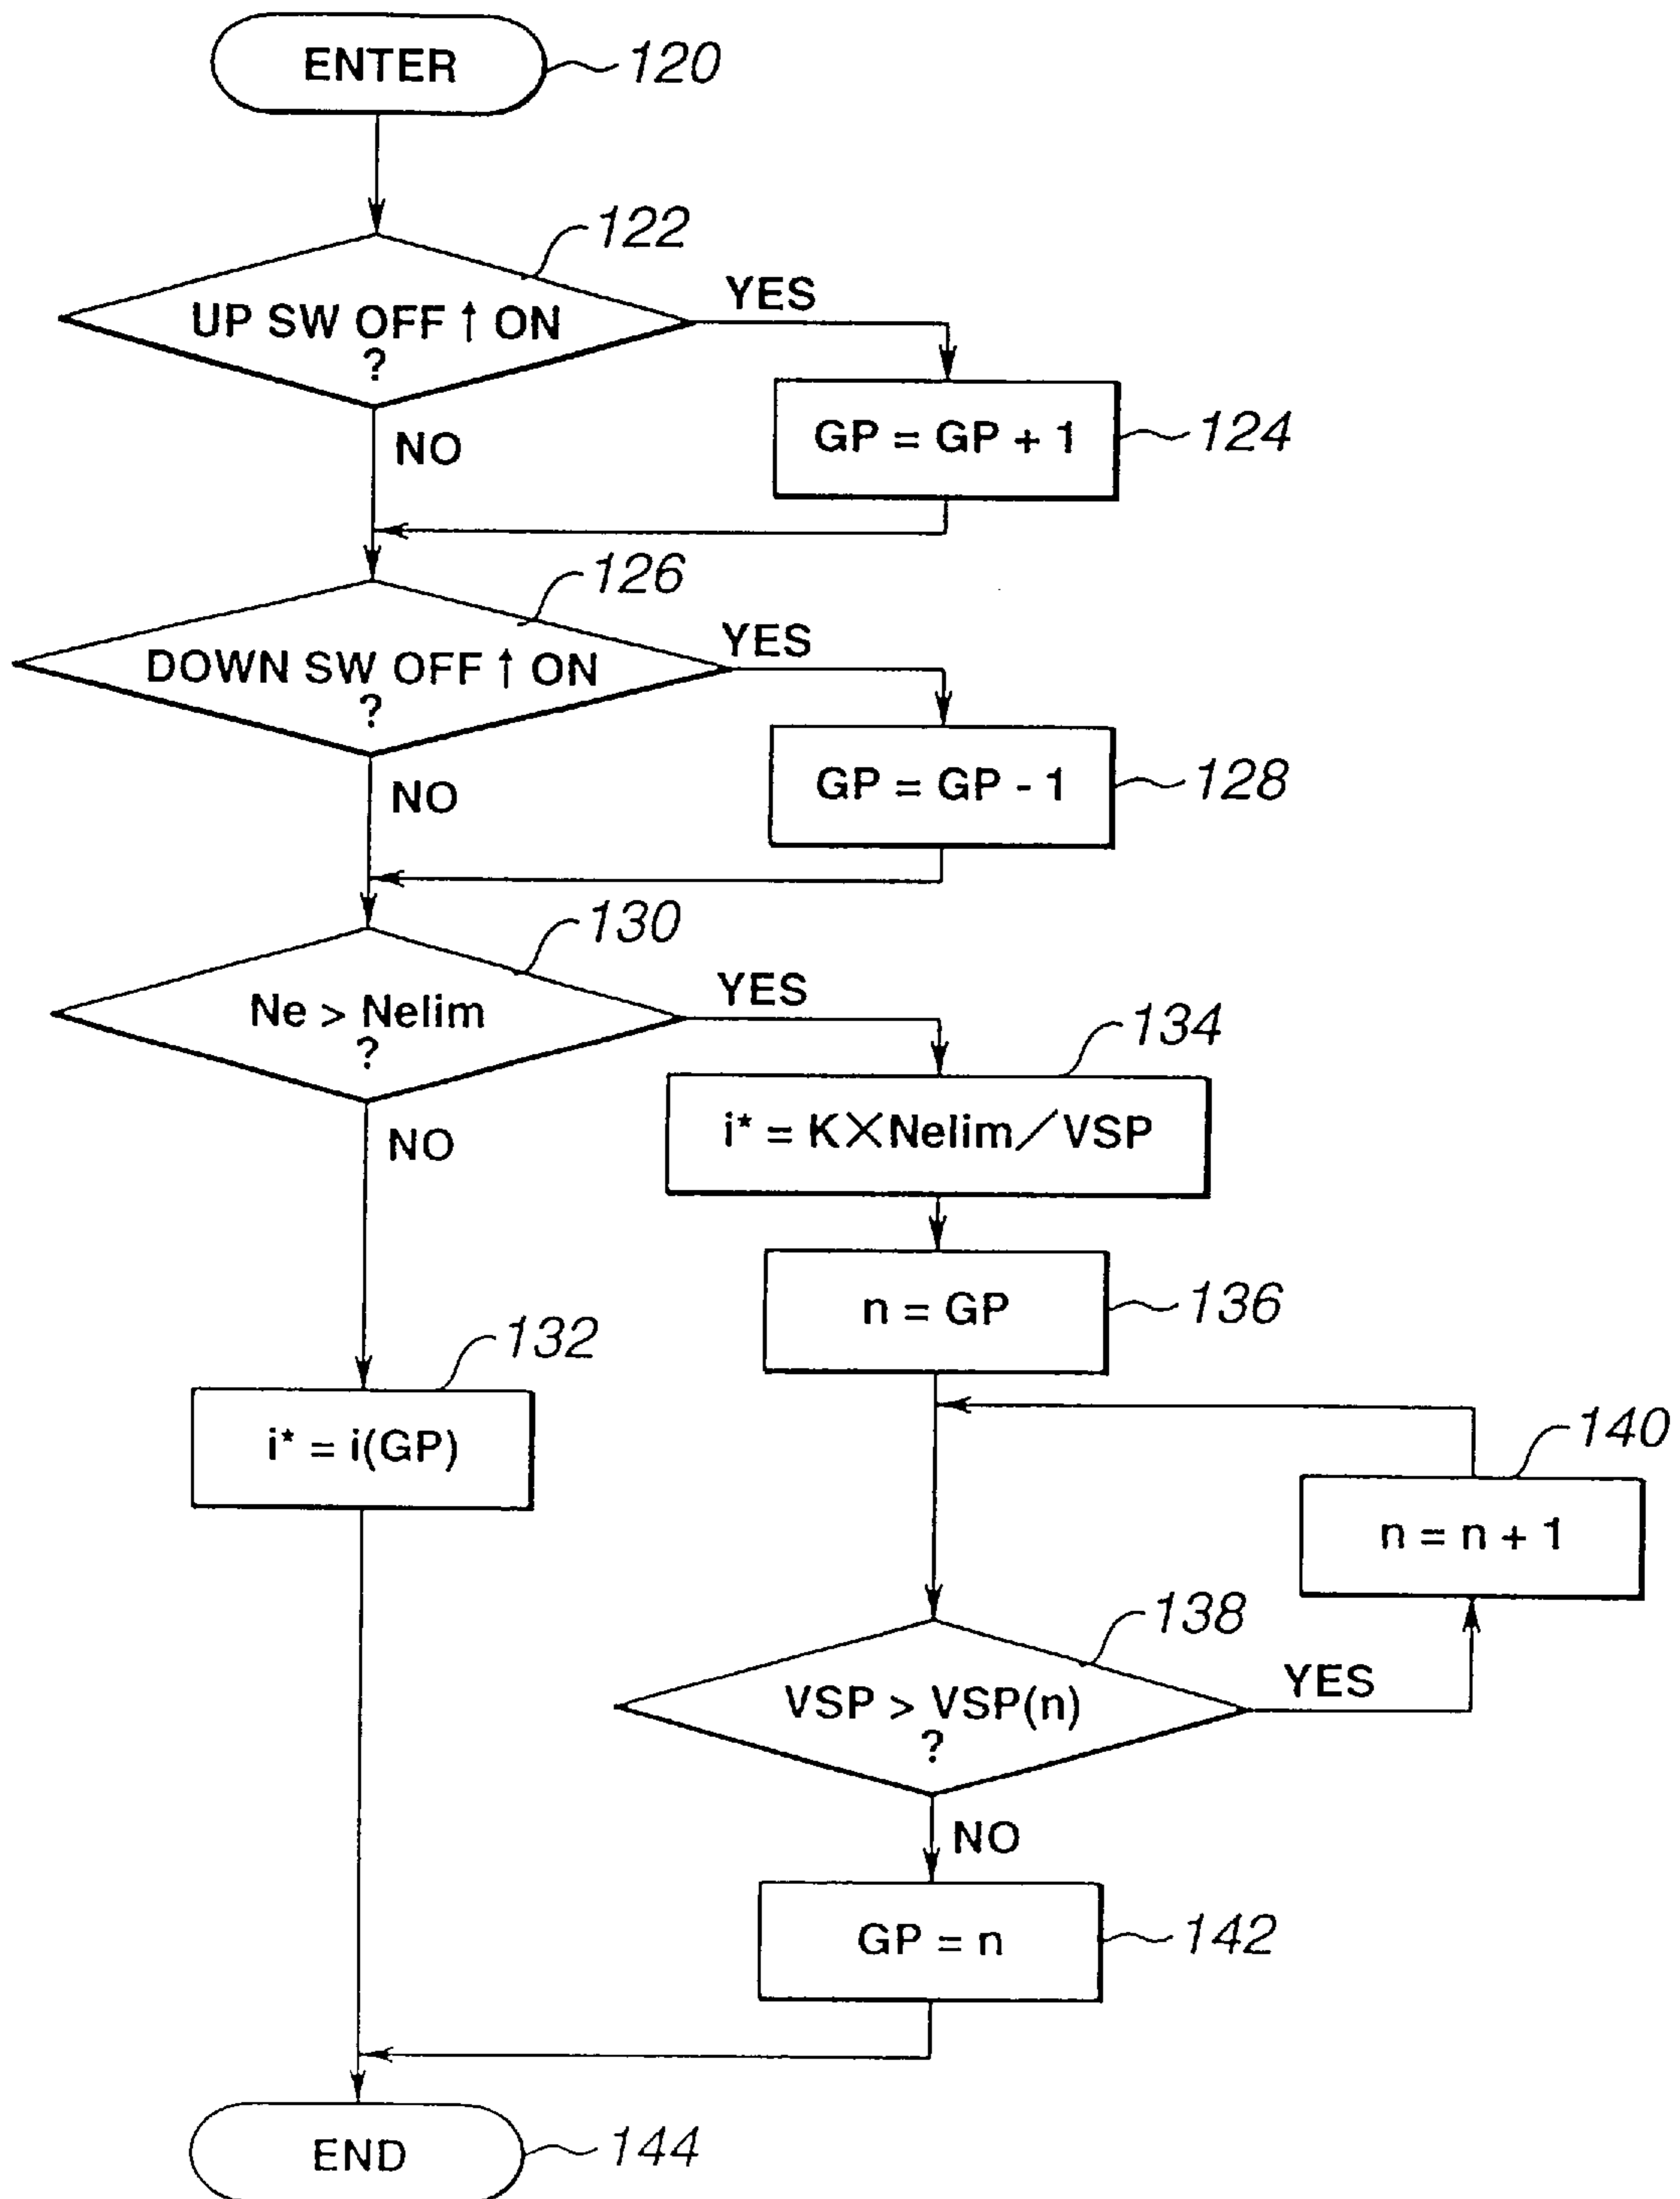 ENTER
120
122
UP SW OFF ↑ ON
?
YES
GP = GP + 1
124
NO
126
DOWN SW OFF ↑ ON
?
YES
GP = GP - 1
128
NO
130
Ne > Nelim
?
YES
134
i* = K×Nelim／VSP
NO
n = GP
136
132
i* = i(GP)
140
n = n + 1
138
VSP > VSP(n)
?
YES
NO
GP = n
142
END
144